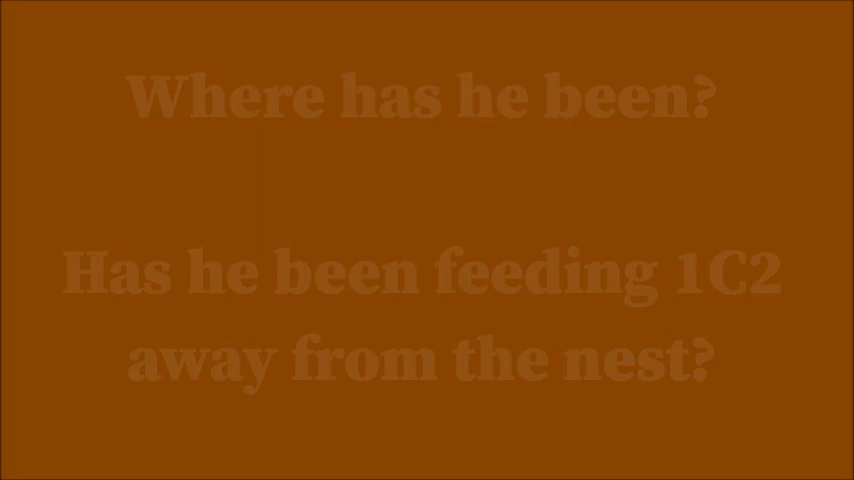 Where has he been?
Has he been feeding 1C2
away from the nest?